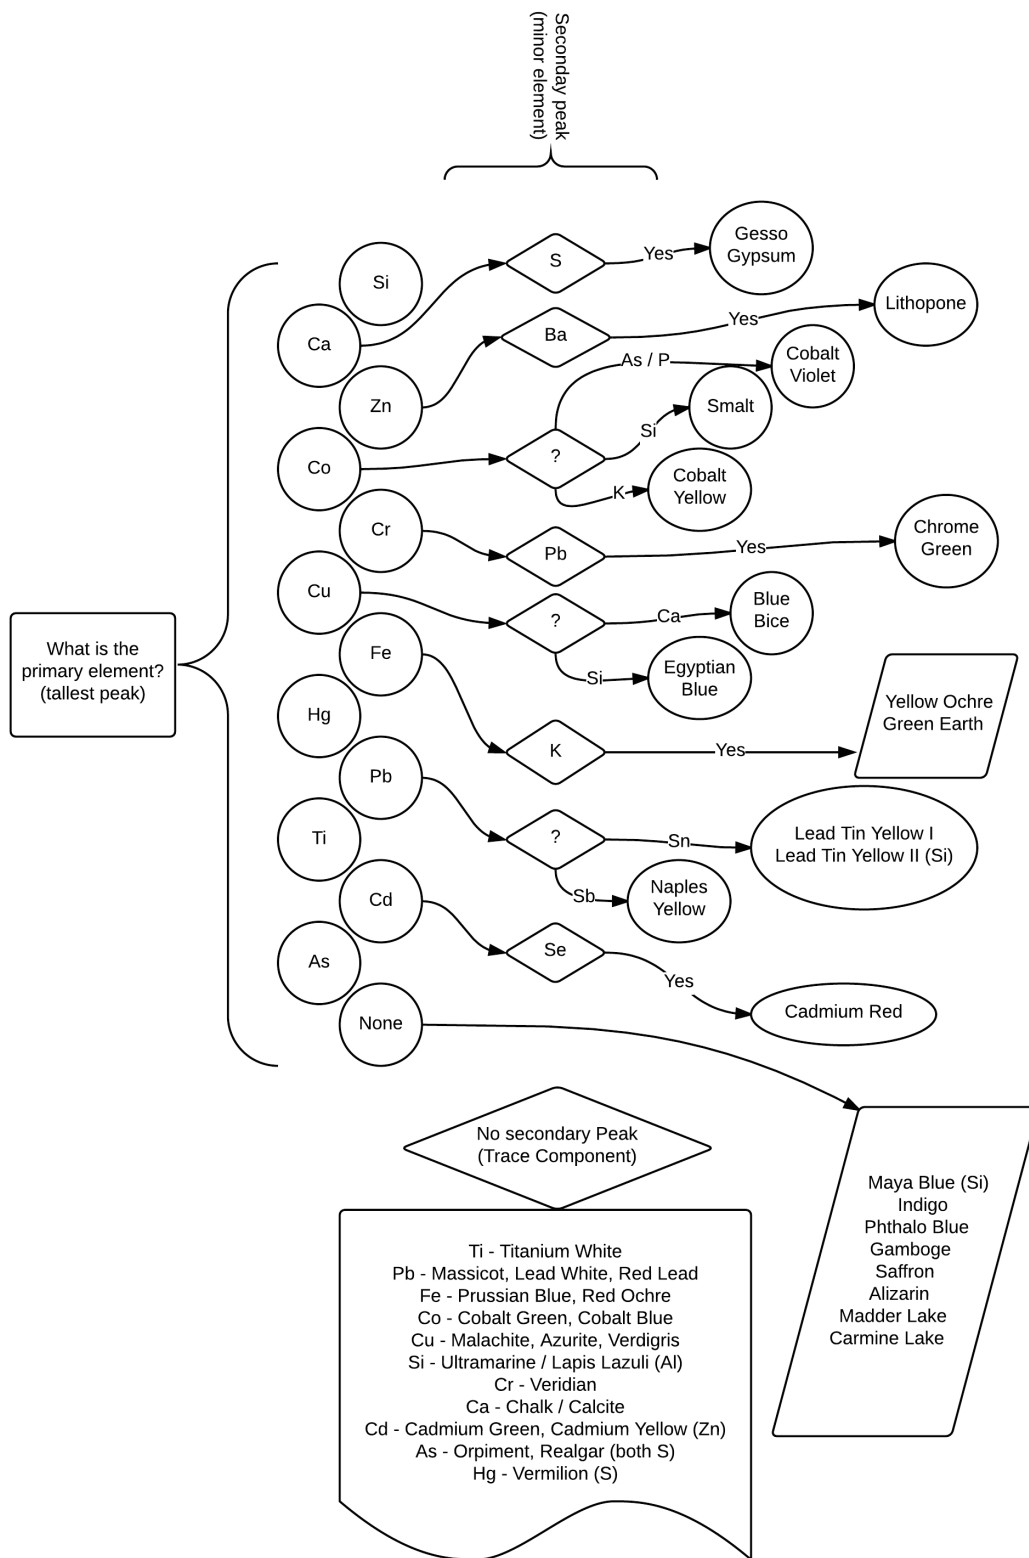 Seconday peak
(minor element)
What is the
primary element?
(tallest peak)
Si
Ca
Zn
Co
Cr
Cu
Fe
Hg
Pb
Ti
Cd
As
None
S
Yes
Gesso
Gypsum
Ba
Yes
Lithopone
?
As / P
Cobalt
Violet
Si
Smalt
K
Cobalt
Yellow
Pb
Yes
Chrome
Green
?
Ca
Blue
Bice
Si
Egyptian
Blue
K
Yes
Yellow Ochre
Green Earth
?
Sn
Lead Tin Yellow I
Lead Tin Yellow II (Si)
Sb
Naples
Yellow
Se
Yes
Cadmium Red
No secondary Peak
(Trace Component)
Ti - Titanium White
Pb - Massicot, Lead White, Red Lead
Fe - Prussian Blue, Red Ochre
Co - Cobalt Green, Cobalt Blue
Cu - Malachite, Azurite, Verdigris
Si - Ultramarine / Lapis Lazuli (Al)
Cr - Veridian
Ca - Chalk / Calcite
Cd - Cadmium Green, Cadmium Yellow (Zn)
As - Orpiment, Realgar (both S)
Hg - Vermilion (S)
Maya Blue (Si)
Indigo
Phthalo Blue
Gamboge
Saffron
Alizarin
Madder Lake
Carmine Lake